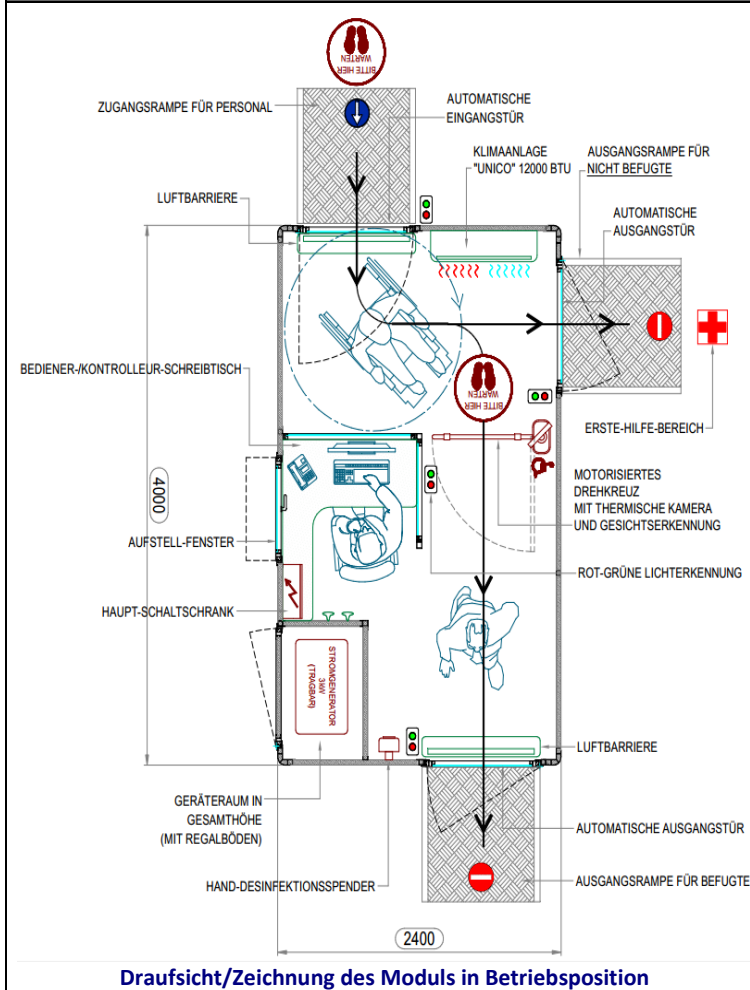 BITTE HIER
WARTEN
ZUGANGSRAMPE FÜR PERSONAL
AUTOMATISCHE
EINGANGSTÜR
KLIMAANLAGE
"UNICO" 12000 BTU
AUSGANGSRAMPE FÜR
NICHT BEFUGTE
LUFTBARRIERE
AUTOMATISCHE
AUSGANGSTÜR
BEDIENER-/KONTROLLEUR-SCHREIBTISCH
BITTE HIER
WARTEN
ERSTE-HILFE-BEREICH
4000
MOTORISIERTES
DREHKREUZ
MIT THERMISCHE KAMERA
UND GESICHTSERKENNUNG
AUFSTELL-FENSTER
ROT-GRÜNE LICHTERKENNUNG
HAUPT-SCHALTSCHRANK
STROMGENERATOR
3kW
(TRAGBAR)
LUFTBARRIERE
GERÄTERAUM IN
GESAMTHÖHE
(MIT REGALBÖDEN)
AUTOMATISCHE AUSGANGSTÜR
HAND-DESINFEKTIONSSPENDER
AUSGANGSRAMPE FÜR BEFUGTE
2400
Draufsicht/Zeichnung des Moduls in Betriebsposition